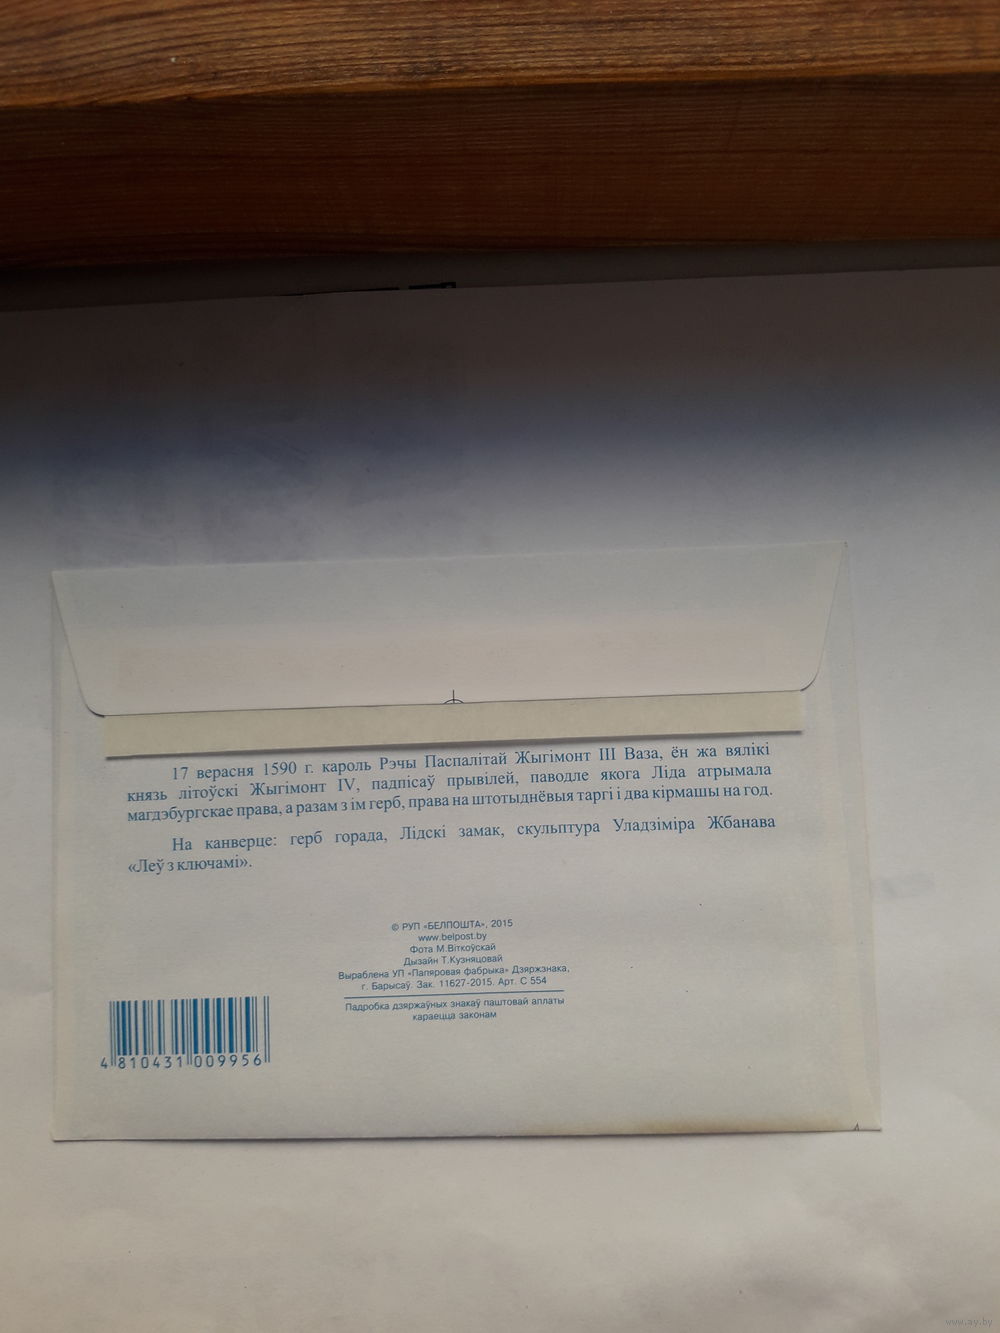 17 верасня 1590 г. кароль Рэчы Паспалітай Жыгімонт III Ваза, ён жа вялікі
князь літоўскі Жыгімонт IV, падпісаў прывілей, паводле якога Ліда атрымала
магдэбургскае права, а разам з ім герб, права на штотыднёвыя таргі і два кірмашы на год.
На канверце: герб горада, Лідскі замак, скульптура Уладзіміра Жбанава
«Леў з ключамі».
© РУП «БЕЛПОШТА», 2015
www.belpost.by
Фота М.Віткоўскай
Дызайн Т.Кузняцовай
Выраблена УП «Папяровая фабрыка» Дзяржзнака,
г. Барысаў. Зак. 11627-2015. Арт. С 554
Падробка дзяржаўных знакаў паштовай аплаты
караецца законам
4 810431 009956
www.ay.by